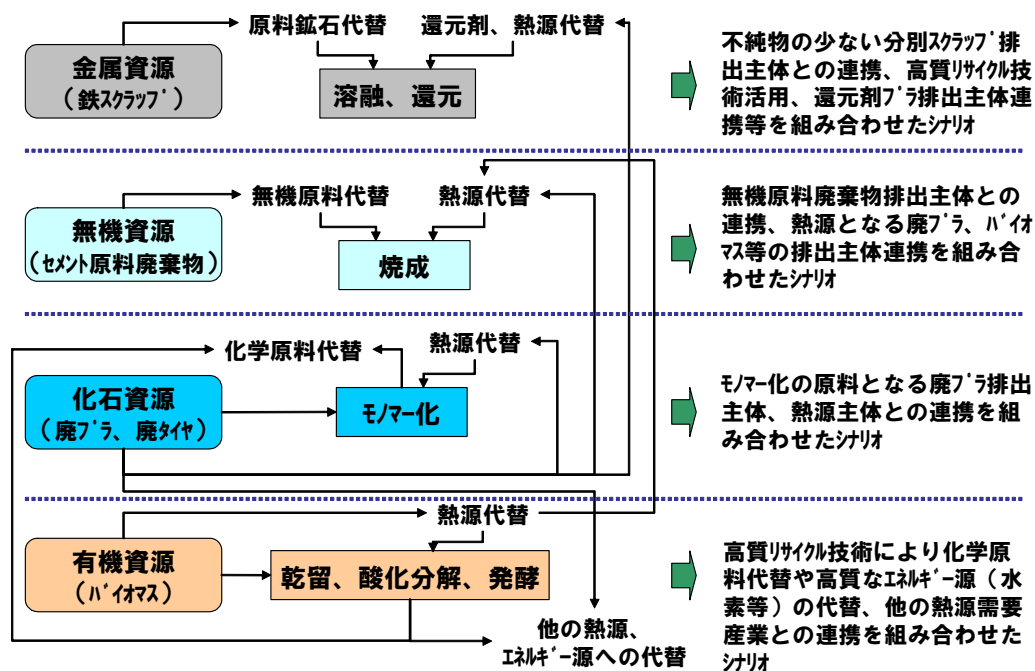 原料鉱石代替
還元剤、熱源代替
金属資源
(鉄ｽｸﾗｯﾌﾟ)
溶融、還元
不純物の少ない分別ｽｸﾗｯﾌﾟ排
出主体との連携、高質ﾘｻｲｸﾙ技
術活用、還元剤ﾌﾟﾗ排出主体連
携等を組み合わせたｼﾅﾘｵ
無機原料代替
熱源代替
無機資源
(ｾﾒﾝﾄ原料廃棄物)
焼成
無機原料廃棄物排出主体との
連携、熱源となる廃ﾌﾟﾗ、ﾊﾞｲｵ
ﾏｽ等の排出主体連携を組み合
わせたｼﾅﾘｵ
化学原料代替
熱源代替
化石資源
(廃ﾌﾟﾗ、廃ﾀｲﾔ)
ﾓﾉﾏｰ化
ﾓﾉﾏｰ化の原料となる廃ﾌﾟﾗ排出
主体、熱源主体との連携を組
み合わせたｼﾅﾘｵ
熱源代替
有機資源
(ﾊﾞｲｵﾏｽ)
乾留、酸化分解、発酵
他の熱源、
ｴﾈﾙｷﾞｰ源への代替
高質ﾘｻｲｸﾙ技術により化学原
料代替や高質なｴﾈﾙｷﾞｰ源(水
素等)の代替、他の熱源需要
産業との連携を組み合わせた
ｼﾅﾘｵ